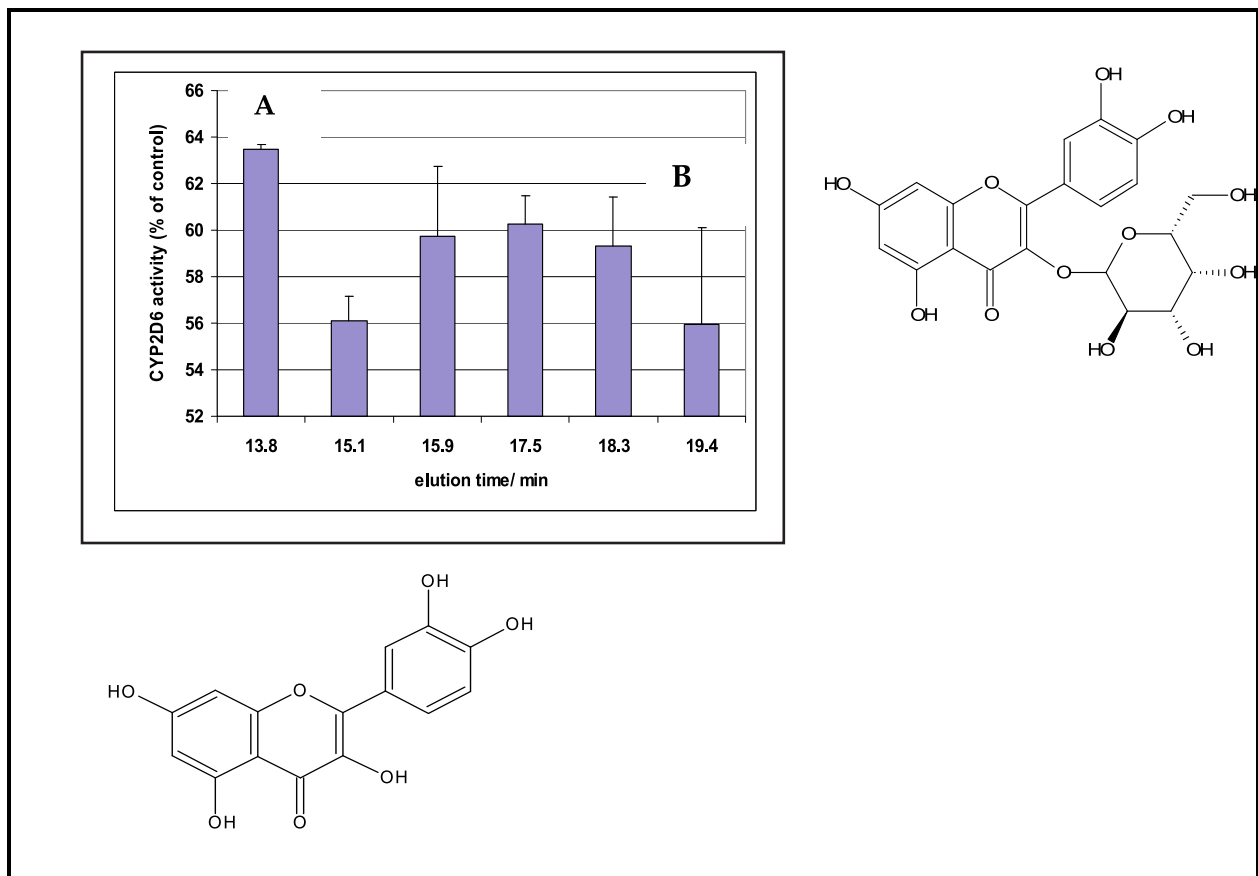 A
B
CYP2D6 activity (% of control)
66
64
62
60
58
56
54
52
13.8 15.1 15.9 17.5 18.3 19.4
elution time/ min
OH
OH
HO
O
OH
O
OH
O
O
OH
OH
HO
OH
OH
OH
HO
O
OH
OH
O